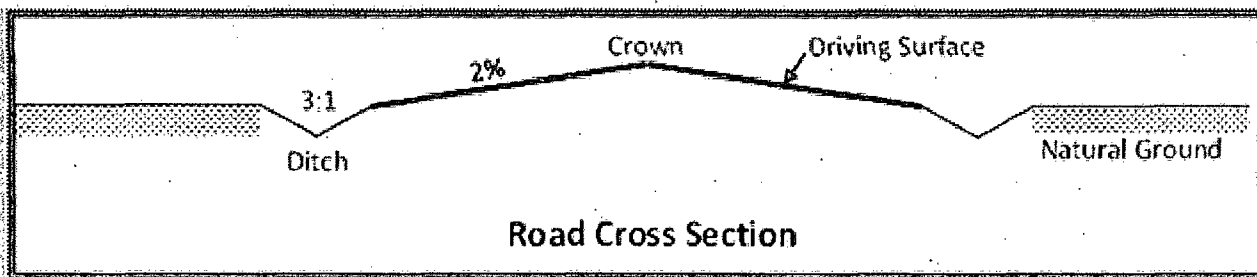 Crown
Driving Surface
2%
3:1
Ditch
Natural Ground
Road Cross Section